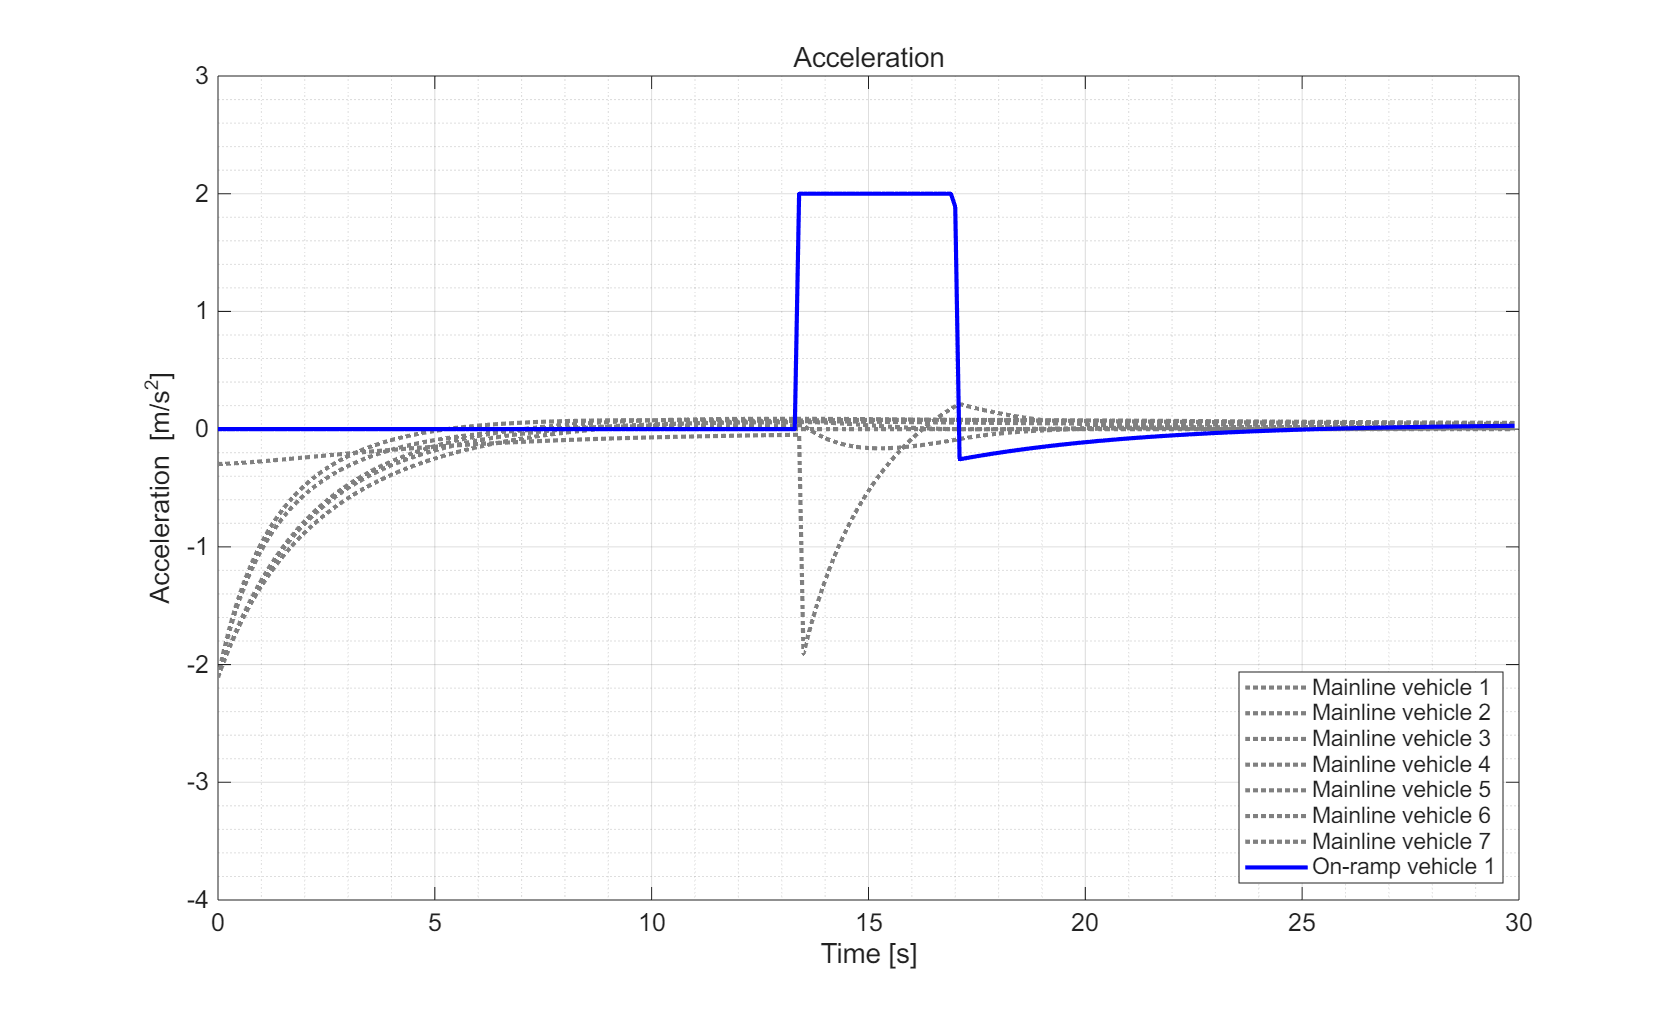 Acceleration
3
2
1
0
-1
-2
-3
-4
Acceleration [m/s²]
0 5 10 15 20 25 30
Time [s]
Mainline vehicle 1
Mainline vehicle 2
Mainline vehicle 3
Mainline vehicle 4
Mainline vehicle 5
Mainline vehicle 6
Mainline vehicle 7
On-ramp vehicle 1